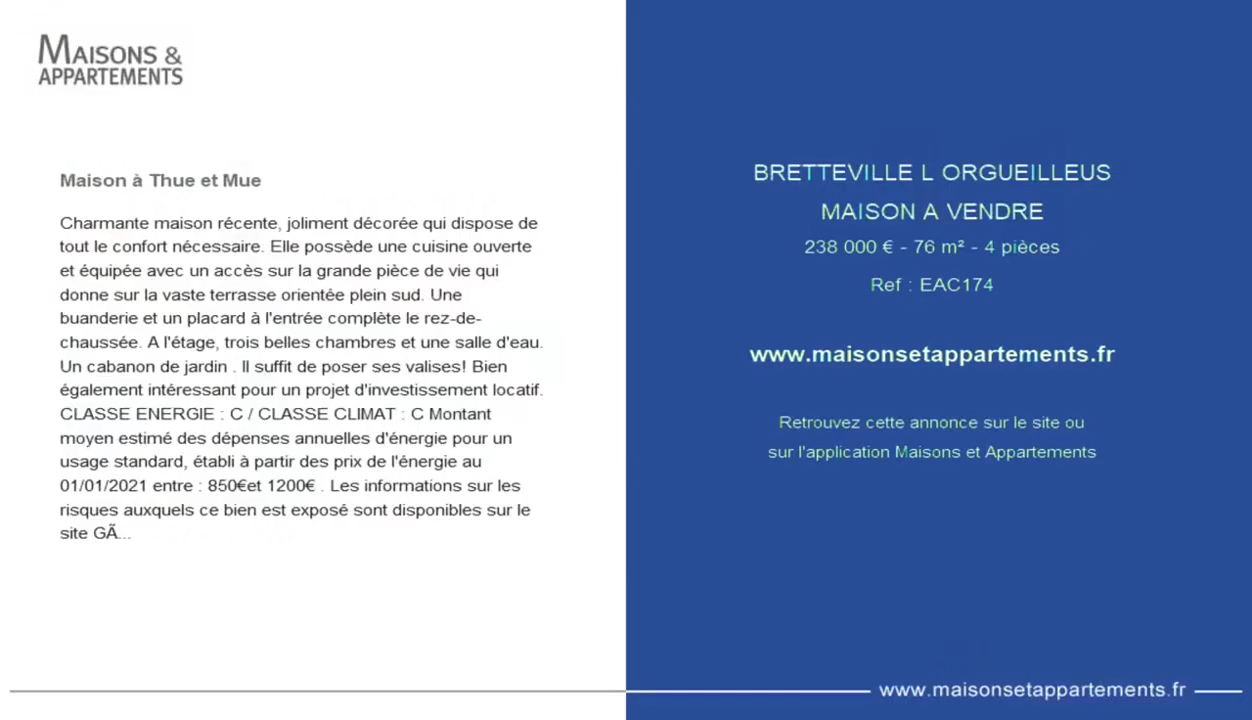 MAISONS &
APPARTEMENTS
Maison à Thue et Mue
Charmante maison récente, joliment décorée qui dispose de
tout le confort nécessaire. Elle possède une cuisine ouverte
et équipée avec un accès sur la grande pièce de vie qui
donne sur la vaste terrasse orientée plein sud. Une
buanderie et un placard à l'entrée complète le rez-de-
chaussée. A l'étage, trois belles chambres et une salle d'eau.
Un cabanon de jardin . Il suffit de poser ses valises! Bien
également intéressant pour un projet d'investissement locatif.
CLASSE ENERGIE : C / CLASSE CLIMAT : C Montant
moyen estimé des dépenses annuelles d'énergie pour un
usage standard, établi à partir des prix de l'énergie au
01/01/2021 entre : 850€et 1200€ . Les informations sur les
risques auxquels ce bien est exposé sont disponibles sur le
site GÃ...
BRETTEVILLE L ORGUEILLEUS
MAISON A VENDRE
238 000 € - 76 m² - 4 pièces
Ref : EAC174
www.maisonsetappartements.fr
Retrouvez cette annonce sur le site ou
sur l'application Maisons et Appartements
www.maisonsetappartements.fr